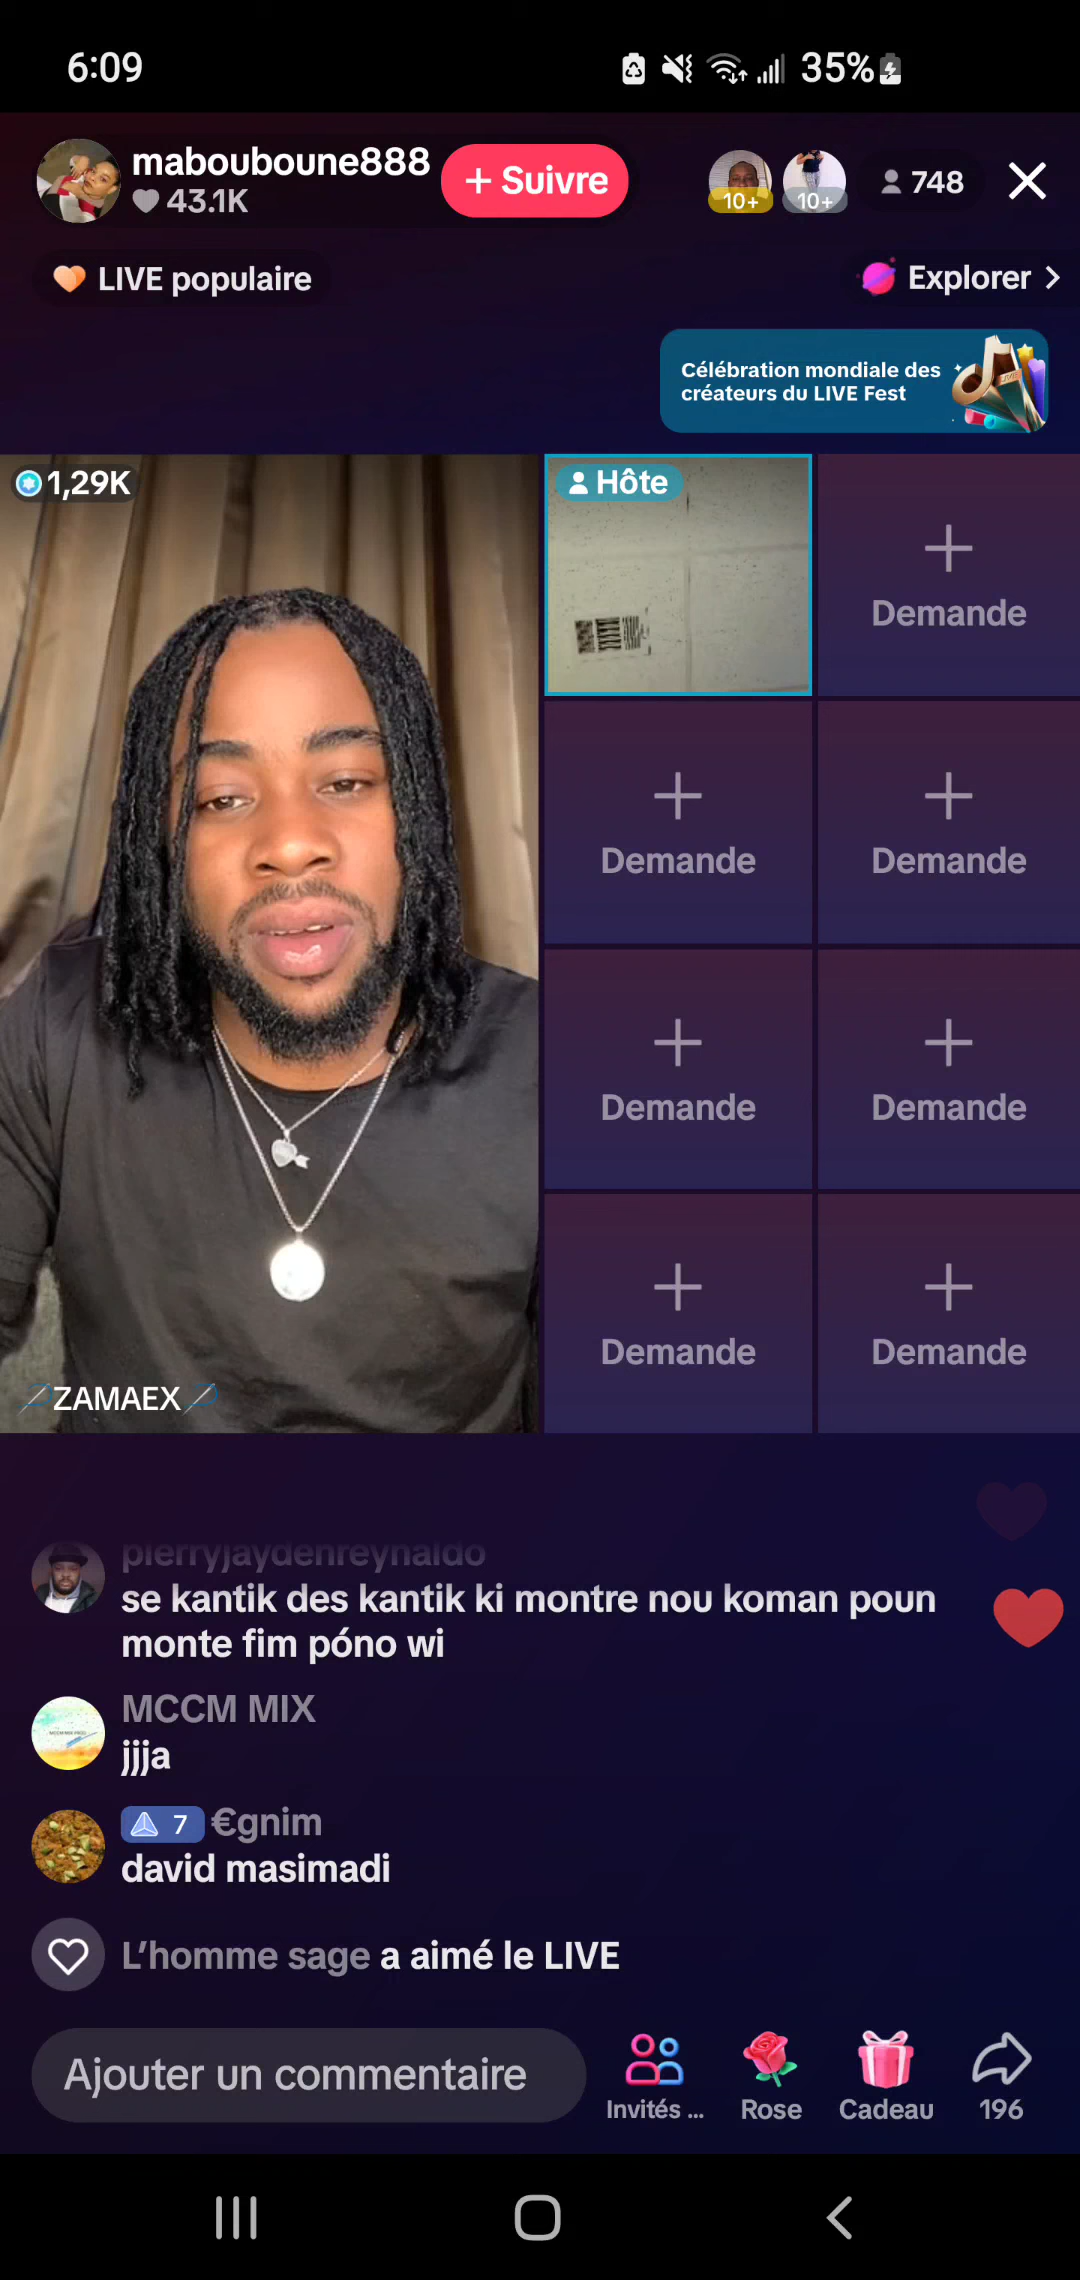 6:09
35%
mabouboune888
43.1K
+ Suivre
10+
10+
748
LIVE populaire
Explorer >
Célébration mondiale des
créateurs du LIVE Fest
1,29K
Hôte
Demande
Demande
Demande
Demande
Demande
Demande
Demande
ZAMAEX
pierryjaydenreynaldo
se kantik des kantik ki montre nou koman poun
monte fim póno wi
MCCM MIX
jjja
7 €gnim
david masimadi
L'homme sage a aimé le LIVE
Ajouter un commentaire
Invités ...
Rose
Cadeau
196